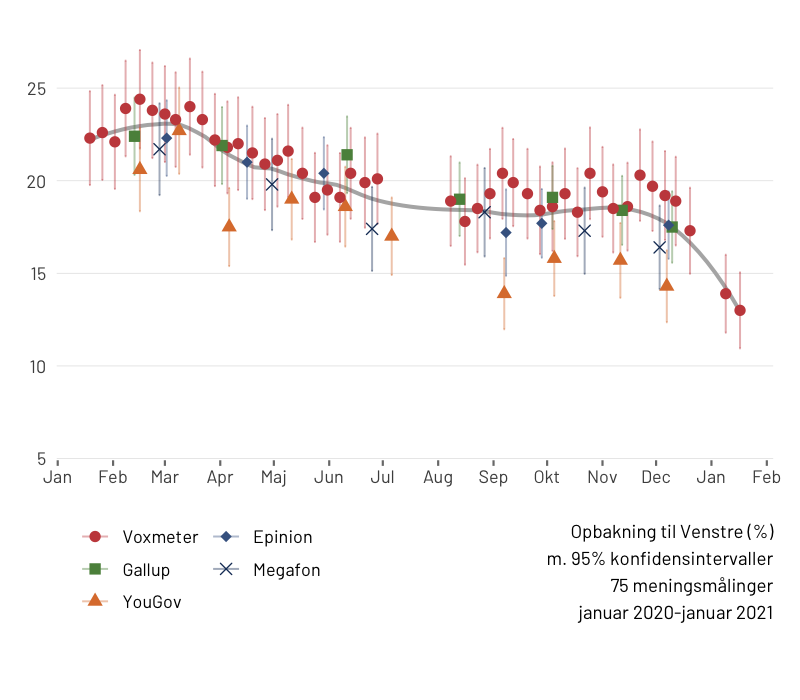 25
20
15
10
5
Jan Feb Mar Apr Maj Jun Jul Aug Sep Okt Nov Dec Jan Feb
Voxmeter Epinion
Gallup Megafon
YouGov
Opbakning til Venstre (%)
m. 95% konfidensintervaller
75 meningsmålinger
januar 2020-januar 2021